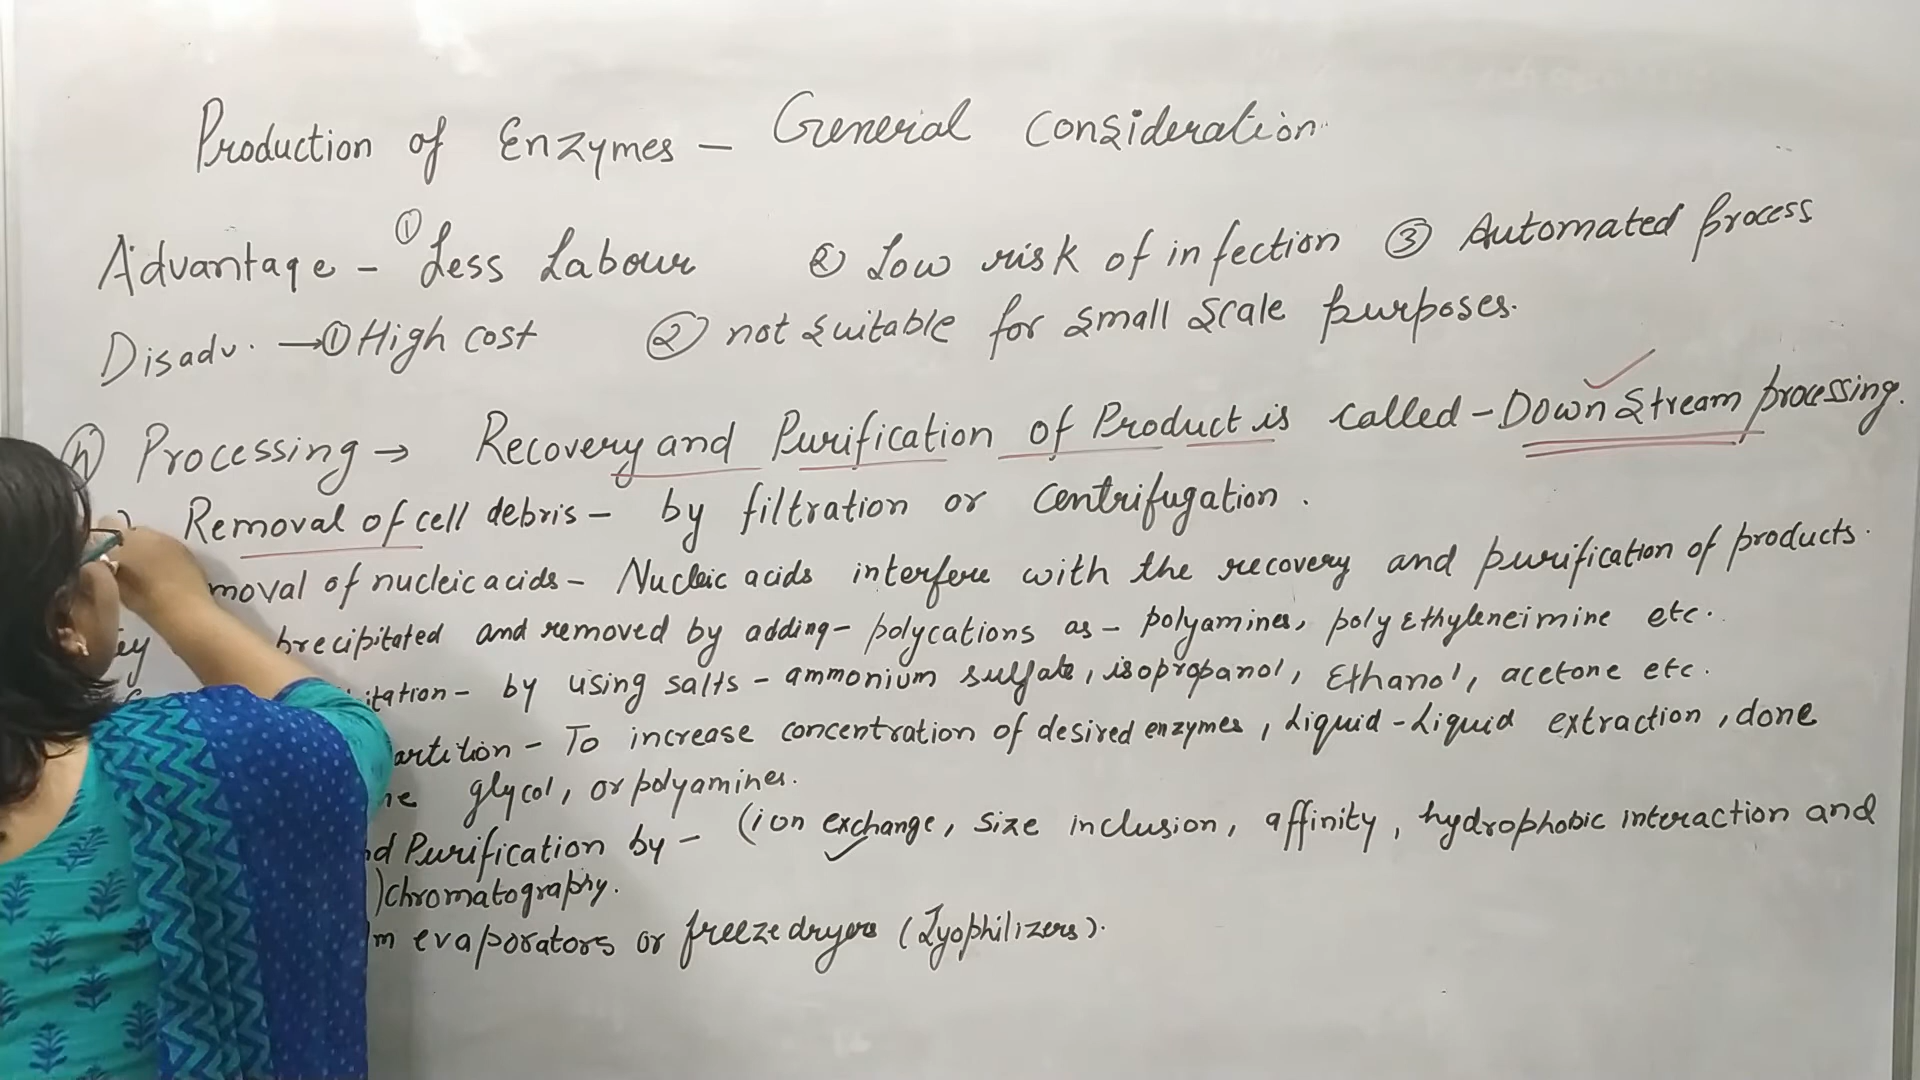 Production of Enzymes - General Consideration
Advantage - ① Less Labour ② Low risk of infection ③ Automated process
Disadv. → ① High cost ② not suitable for small scale purposes.
(h) Processing → Recovery and Purification of Product is called - Down Stream processing.
Removal of cell debris - by filtration or centrifugation.
moval of nucleic acids - Nucleic acids interfere with the recovery and purification of products.
precipitated and removed by adding - polycations as - polyamines, polyEthyleneimine etc.
itation - by using salts - ammonium sulfate, isopropanol, Ethanol, acetone etc.
artition - To increase concentration of desired enzymes, Liquid-Liquid extraction, done
ne glycol, or polyamines.
nd Purification by - (ion exchange, size inclusion, affinity, hydrophobic interaction and
) chromatography.
lm evaporators or freeze dryers (Lyophilizers).